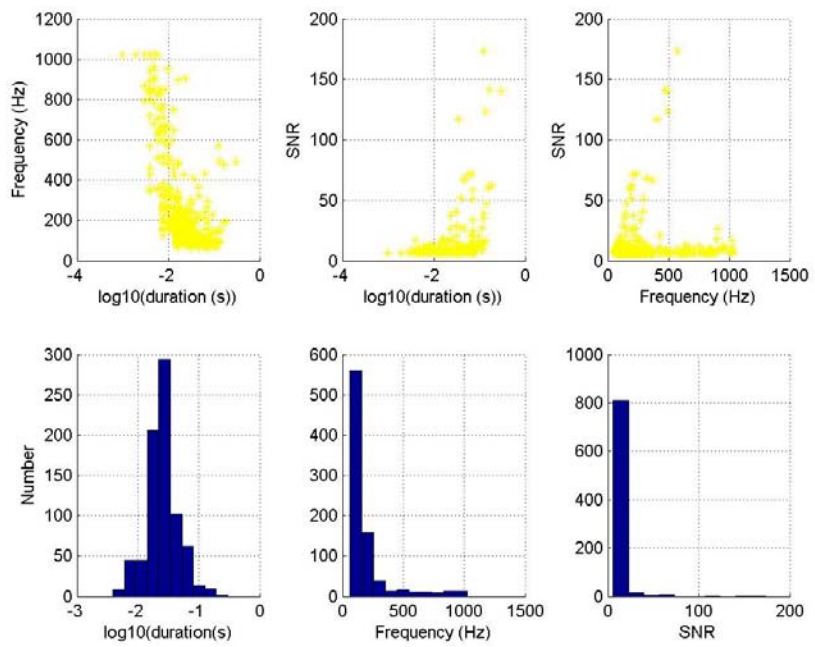 1200
1000
800
600
400
200
0
Frequency (Hz)
-4 -2 0
log10(duration (s))
200
150
100
50
0
SNR
-4 -2 0
log10(duration (s))
200
150
100
50
0
SNR
0 500 1000 1500
Frequency (Hz)
300
250
200
150
100
50
0
Number
-3 -2 -1 0
log10(duration(s)
600
500
400
300
200
100
0
0 500 1000 1500
Frequency (Hz)
1000
800
600
400
200
0
0 100 200
SNR